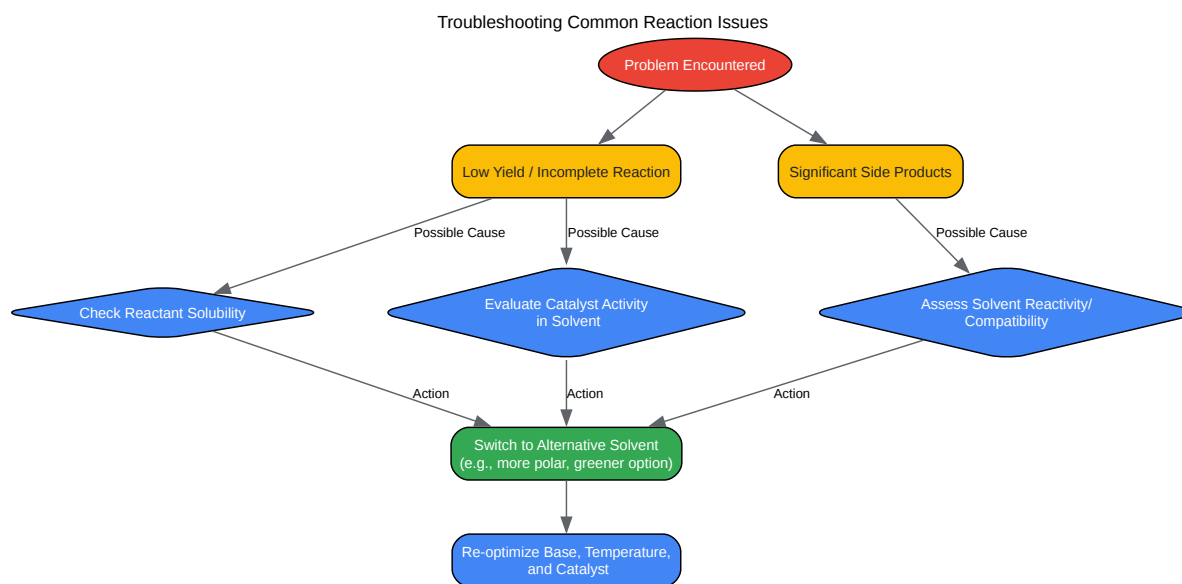 Troubleshooting Common Reaction Issues
Problem Encountered
Low Yield / Incomplete Reaction
Significant Side Products
Possible Cause
Possible Cause
Possible Cause
Check Reactant Solubility
Evaluate Catalyst Activity
in Solvent
Assess Solvent Reactivity/
Compatibility
Action
Action
Action
Switch to Alternative Solvent
(e.g., more polar, greener option)
Re-optimize Base, Temperature,
and Catalyst